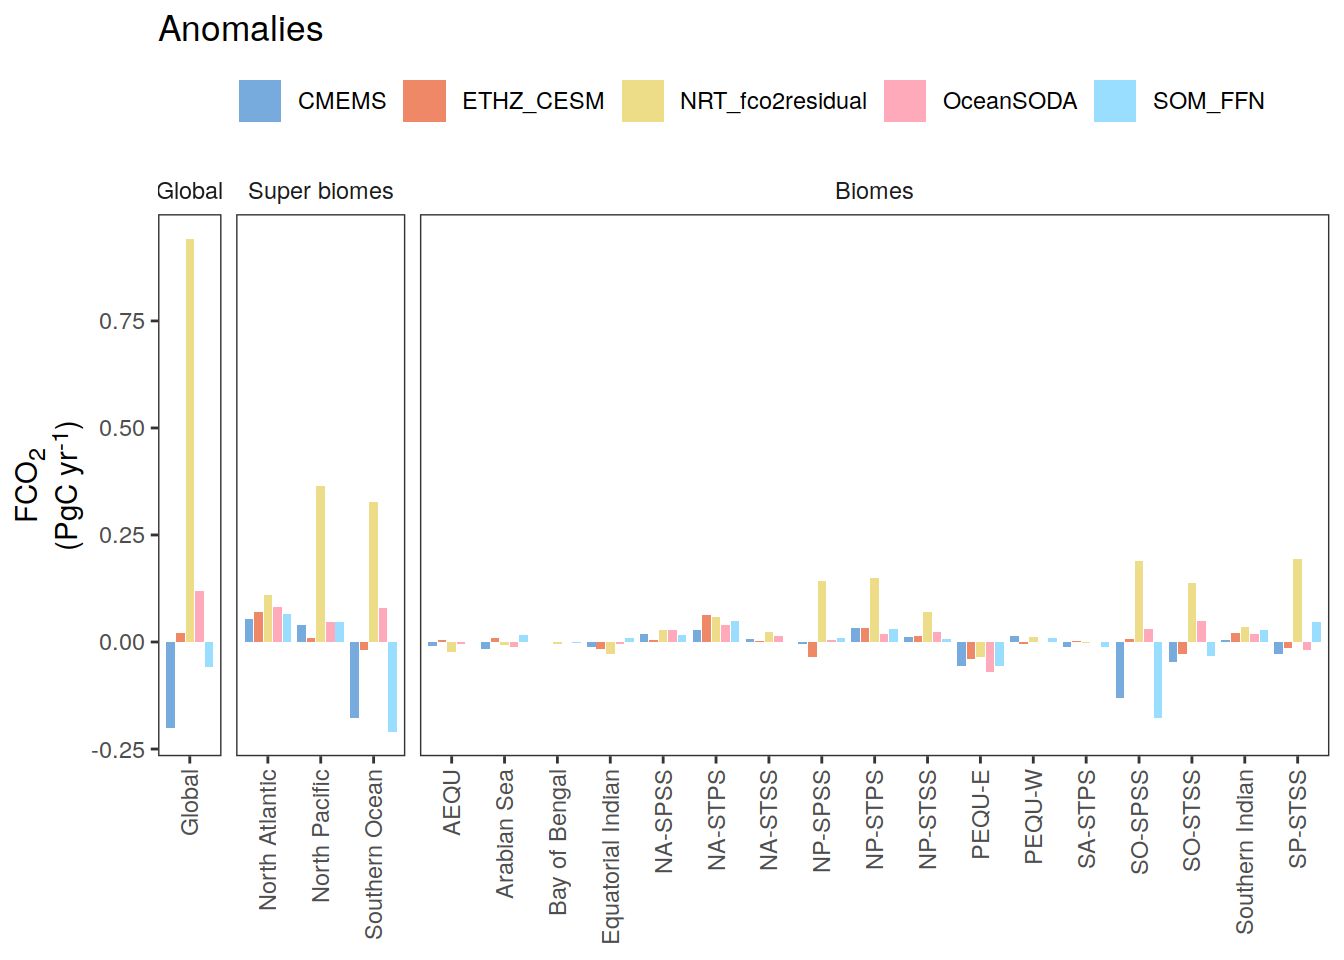 Anomalies
CMEMS ETHZ_CESM NRT_fco2residual OceanSODA SOM_FFN
Global Super biomes Biomes
FCO2
(PgC yr-1)
0.75
0.50
0.25
0.00
-0.25
Global
North Atlantic
North Pacific
Southern Ocean
AEQU
Arabian Sea
Bay of Bengal
Equatorial Indian
NA-SPSS
NA-STPS
NA-STSS
NP-SPSS
NP-STPS
NP-STSS
PEQU-E
PEQU-W
SA-STPS
SO-SPSS
SO-STSS
Southern Indian
SP-STSS